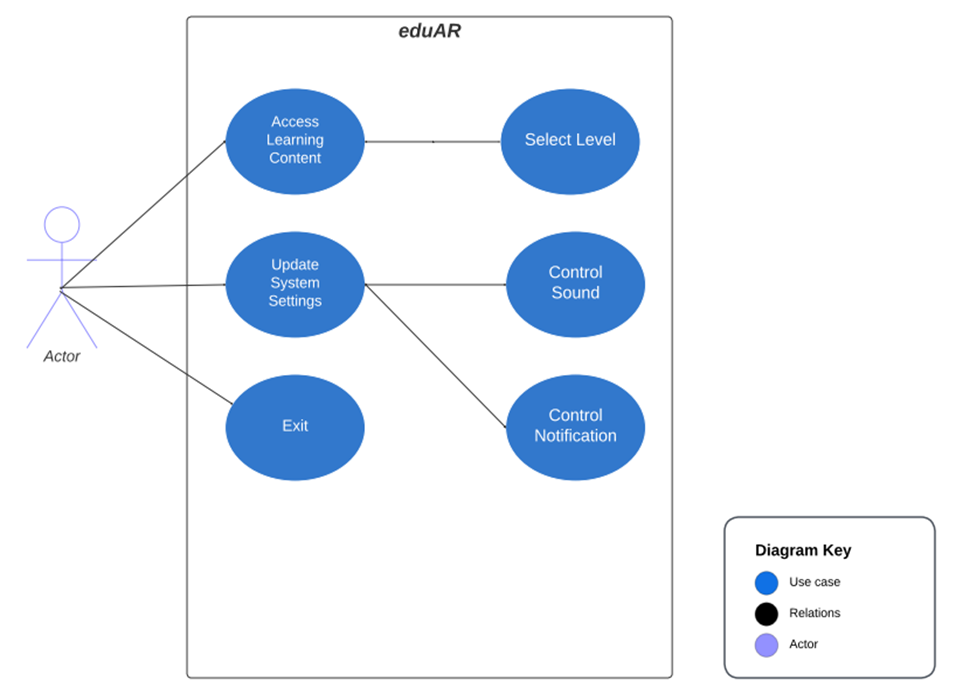 eduAR
Access
Learning
Content
Select Level
Update
System
Settings
Control
Sound
Actor
Exit
Control
Notification
Diagram Key
Use case
Relations
Actor